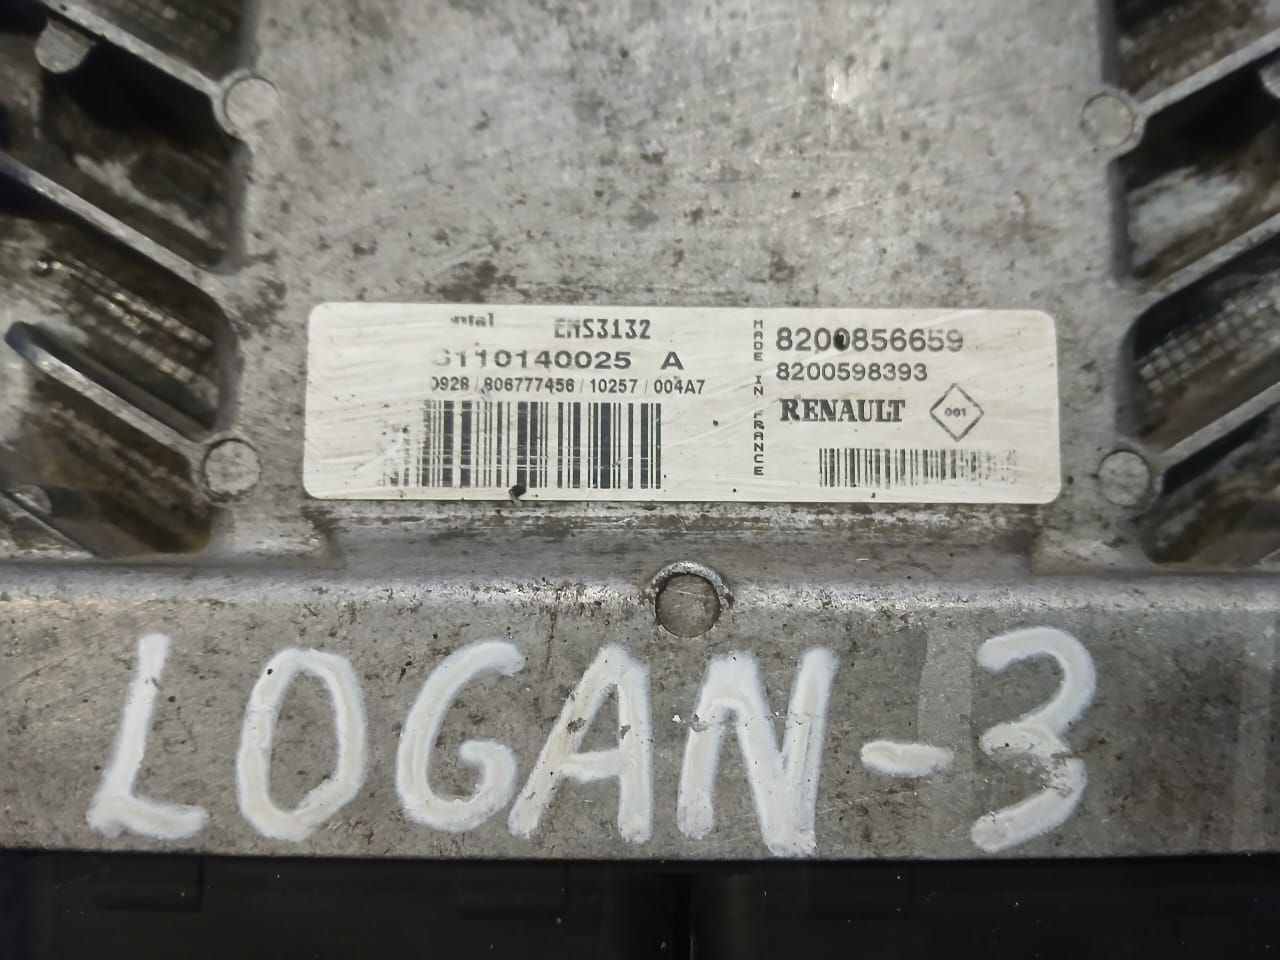 EMS3132
S110140025 A
0928 / 806777456 / 10257 / 004A7
MADE IN FRANCE
8200856659
8200598393
RENAULT
001
LOGAN-3